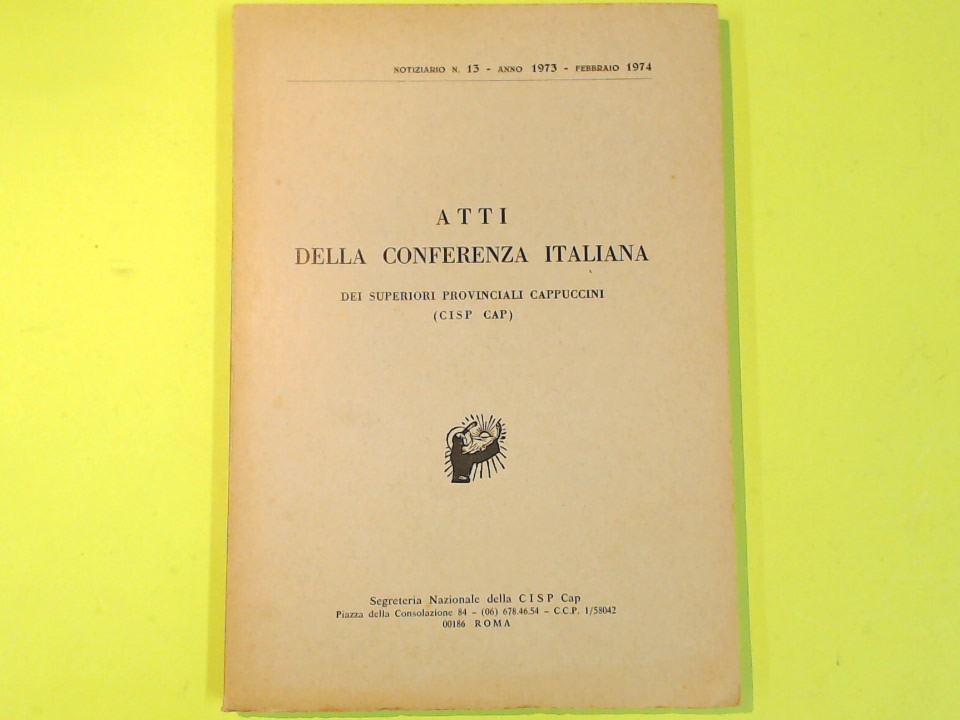 NOTIZIARIO N. 13 - ANNO 1973 - FEBBRAIO 1974
ATTI
DELLA CONFERENZA ITALIANA
DEI SUPERIORI PROVINCIALI CAPPUCCINI
(CISP CAP)
Segreteria Nazionale della CISP Cap
Piazza della Consolazione 84 - (06) 678.46.54 - C.C.P. 1/58042
00186 ROMA